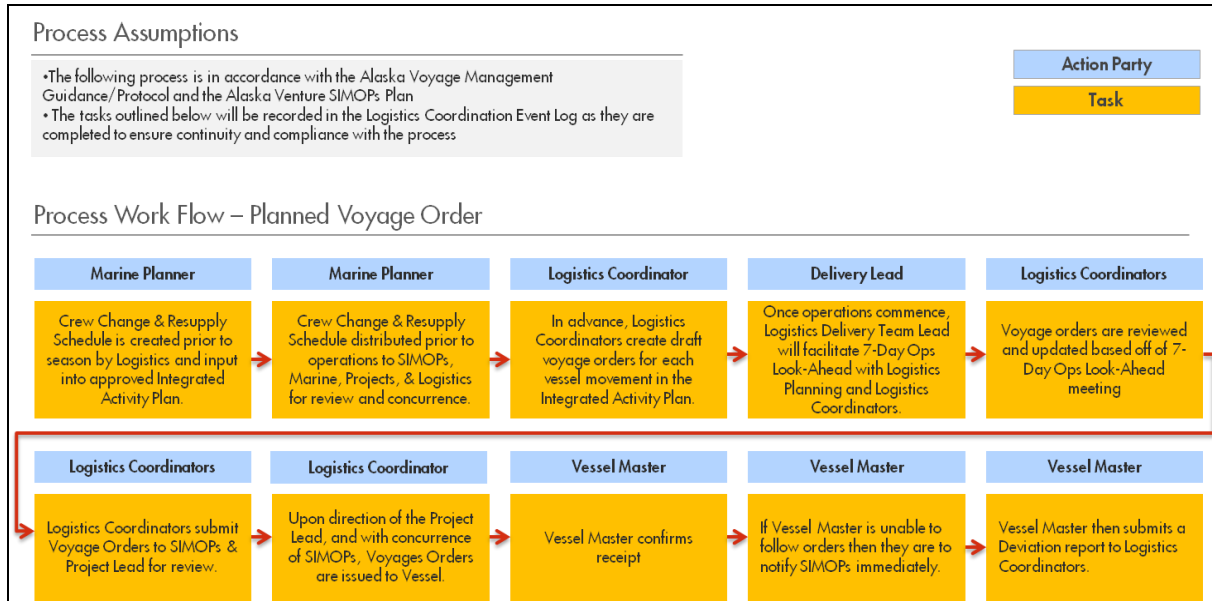 Process Assumptions
•The following process is in accordance with the Alaska Voyage Management
Guidance/Protocol and the Alaska Venture SIMOPs Plan
• The tasks outlined below will be recorded in the Logistics Coordination Event Log as they are
completed to ensure continuity and compliance with the process
Action Party
Task
Process Work Flow – Planned Voyage Order
Marine Planner
Crew Change & Resupply
Schedule is created prior to
season by Logistics and input
into approved Integrated
Activity Plan.
Marine Planner
Crew Change & Resupply
Schedule distributed prior to
operations to SIMOPs,
Marine, Projects, & Logistics
for review and concurrence.
Logistics Coordinator
In advance, Logistics
Coordinators create draft
voyage orders for each
vessel movement in the
Integrated Activity Plan.
Delivery Lead
Once operations commence,
Logistics Delivery Team Lead
will facilitate 7-Day Ops
Look-Ahead with Logistics
Planning and Logistics
Coordinators.
Logistics Coordinators
Voyage orders are reviewed
and updated based off of 7-
Day Ops Look-Ahead
meeting
Logistics Coordinators
Logistics Coordinators submit
Voyage Orders to SIMOPs &
Project Lead for review.
Logistics Coordinator
Upon direction of the Project
Lead, and with concurrence
of SIMOPs, Voyages Orders
are issued to Vessel.
Vessel Master
Vessel Master confirms
receipt
Vessel Master
If Vessel Master is unable to
follow orders then they are to
notify SIMOPs immediately.
Vessel Master
Vessel Master then submits a
Deviation report to Logistics
Coordinators.